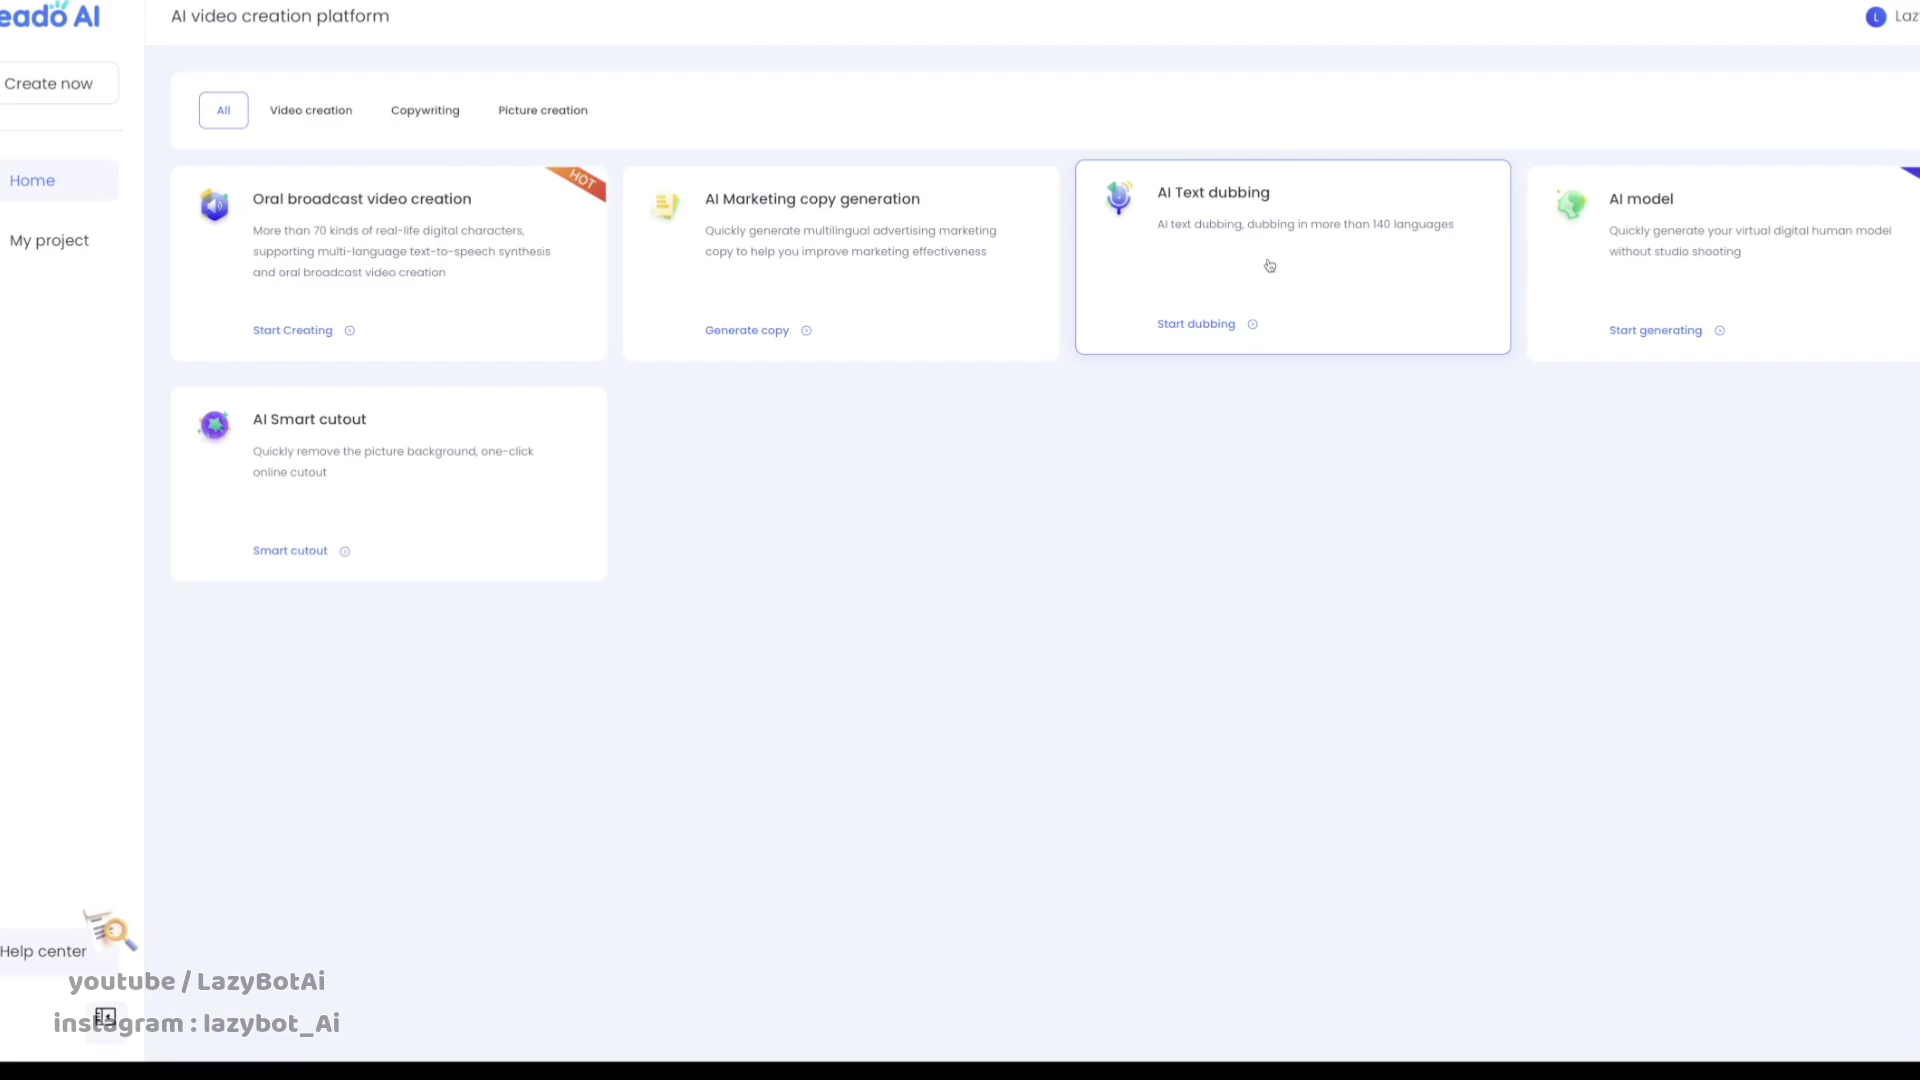 eado AI
AI video creation platform
L
Create now
Home
My project
Help center
All
Video creation
Copywriting
Picture creation
HOT
Oral broadcast video creation
More than 70 kinds of real-life digital characters,
supporting multi-language text-to-speech synthesis
and oral broadcast video creation
Start Creating
AI Marketing copy generation
Quickly generate multilingual advertising marketing
copy to help you improve marketing effectiveness
Generate copy
AI Text dubbing
AI text dubbing, dubbing in more than 140 languages
Start dubbing
AI model
Quickly generate your virtual digital human model
without studio shooting
Start generating
AI Smart cutout
Quickly remove the picture background, one-click
online cutout
Smart cutout
youtube / LazyBotAi
instagram : lazybot_Ai